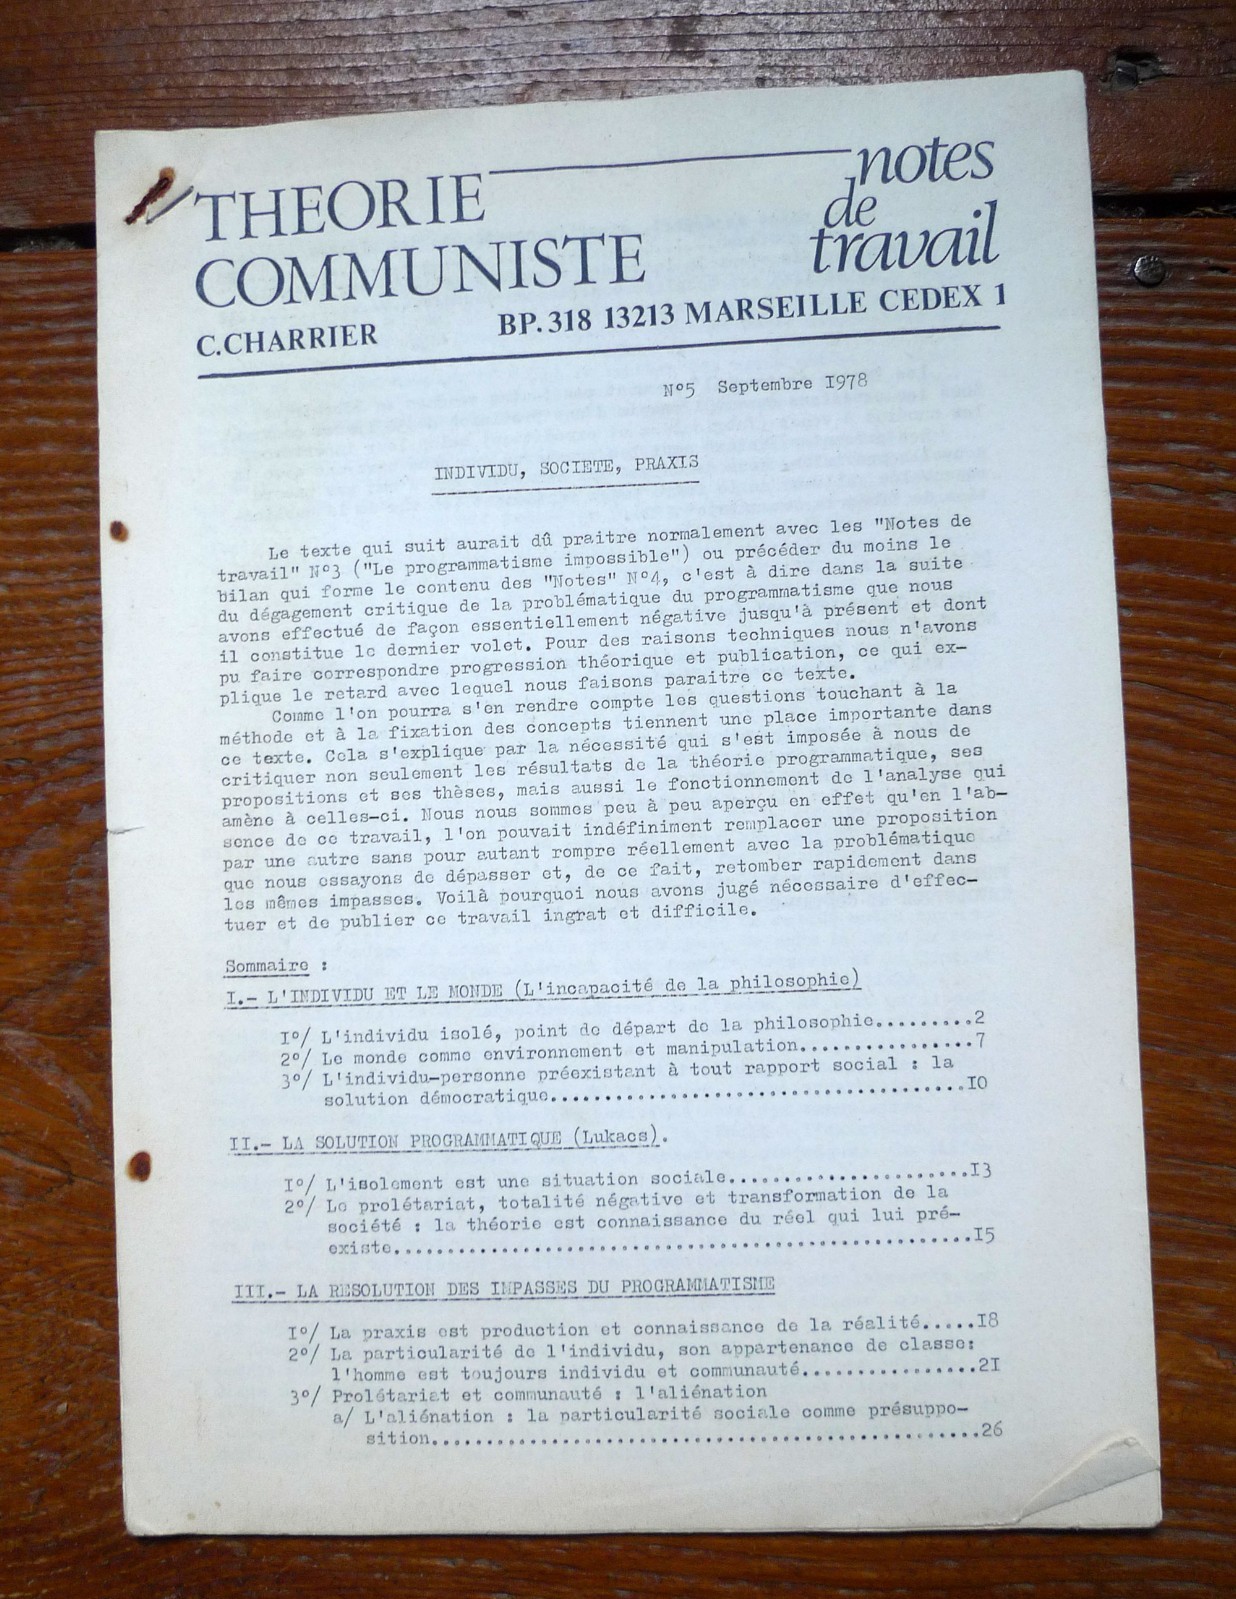 THEORIE
COMMUNISTE
notes
de
travail
C.CHARRIER
BP.318 13213 MARSEILLE CEDEX 1
N°5 Septembre I978
INDIVIDU, SOCIETE, PRAXIS
Le texte qui suit aurait dû praitre normalement avec les "Notes de
travail" N°3 ("Le programmatisme impossible") ou précéder du moins le
bilan qui forme le contenu des "Notes" N°4, c'est à dire dans la suite
du dégagement critique de la problématique du programmatisme que nous
avons effectué de façon essentiellement négative jusqu'à présent et dont
il constitue le dernier volet. Pour des raisons techniques nous n'avons
pu faire correspondre progression théorique et publication, ce qui ex-
plique le retard avec lequel nous faisons paraitre ce texte.
Comme l'on pourra s'en rendre compte les questions touchant à la
méthode et à la fixation des concepts tiennent une place importante dans
ce texte. Cela s'explique par la nécessité qui s'est imposée à nous de
critiquer non seulement les résultats de la théorie programmatique, ses
propositions et ses thèses, mais aussi le fonctionnement de l'analyse qui
amène à celles-ci. Nous nous sommes peu à peu aperçu en effet qu'en l'ab-
sence de ce travail, l'on pouvait indéfiniment remplacer une proposition
par une autre sans pour autant rompre réellement avec la problématique
que nous essayons de dépasser et, de ce fait, retomber rapidement dans
les mêmes impasses. Voilà pourquoi nous avons jugé nécessaire d'effec-
tuer et de publier ce travail ingrat et difficile.
Sommaire :
I.- L'INDIVIDU ET LE MONDE (L'incapacité de la philosophie)
I°/ L'individu isolé, point de départ de la philosophie.........2
2°/ Le monde comme environnement et manipulation................7
3°/ L'individu-personne préexistant à tout rapport social : la
solution démocratique......................................IO
II.- LA SOLUTION PROGRAMMATIQUE (Lukacs).
I°/ L'isolement est une situation sociale......................I3
2°/ Le prolétariat, totalité négative et transformation de la
société : la théorie est connaissance du réel qui lui pré-
existe.....................................................I5
III.- LA RESOLUTION DES IMPASSES DU PROGRAMMATISME
I°/ La praxis est production et connaissance de la réalité.....I8
2°/ La particularité de l'individu, son appartenance de classe:
l'homme est toujours individu et communauté................2I
3°/ Prolétariat et communauté : l'aliénation
a/ L'aliénation : la particularité sociale comme présuppo-
sition.....................................................26